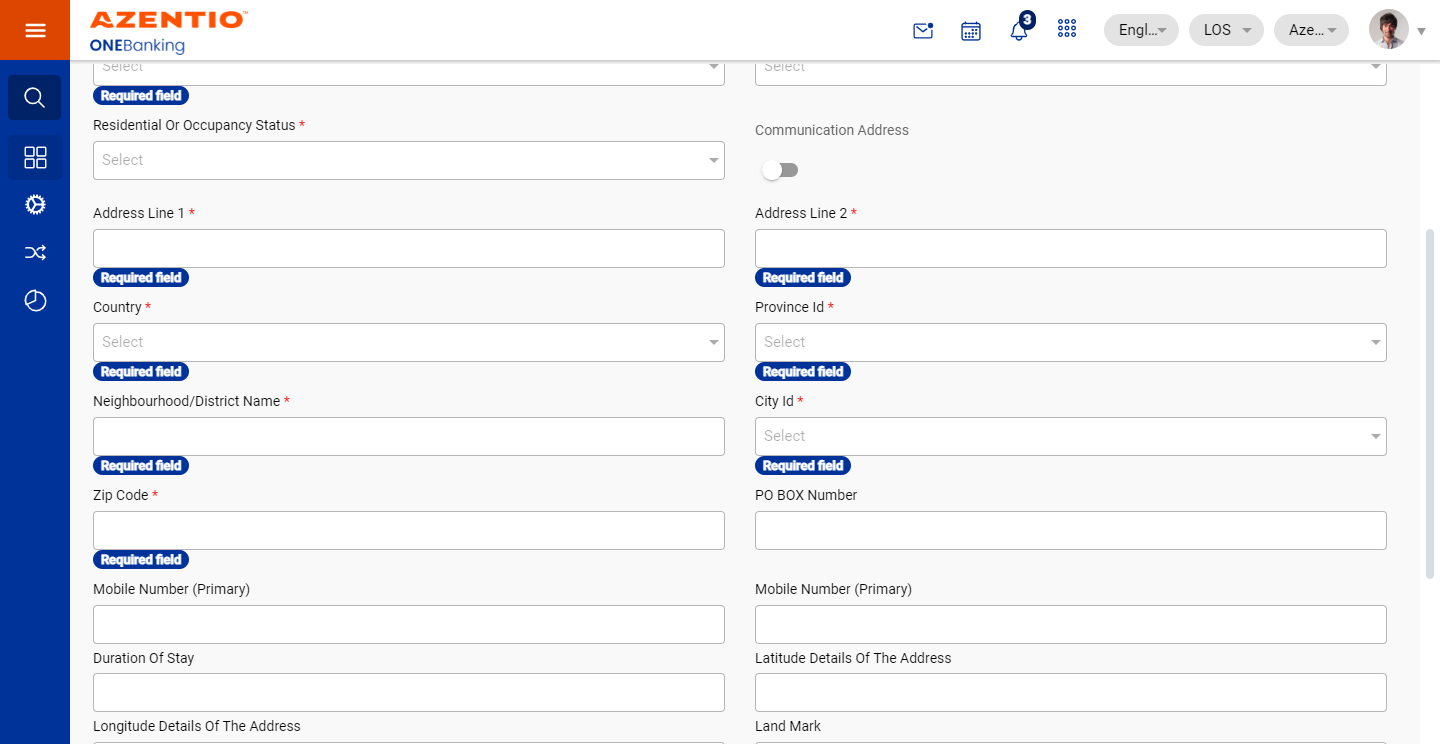 AZENTIO™
ONEBanking
3
Engl...
LOS
Aze...
Select
Select
Required field
Residential Or Occupancy Status *
Communication Address
Select
Address Line 1 *
Address Line 2 *
Required field
Required field
Country *
Province Id *
Select
Select
Required field
Required field
Neighbourhood/District Name *
City Id *
Select
Required field
Required field
Zip Code *
PO BOX Number
Required field
Mobile Number (Primary)
Mobile Number (Primary)
Duration Of Stay
Latitude Details Of The Address
Longitude Details Of The Address
Land Mark